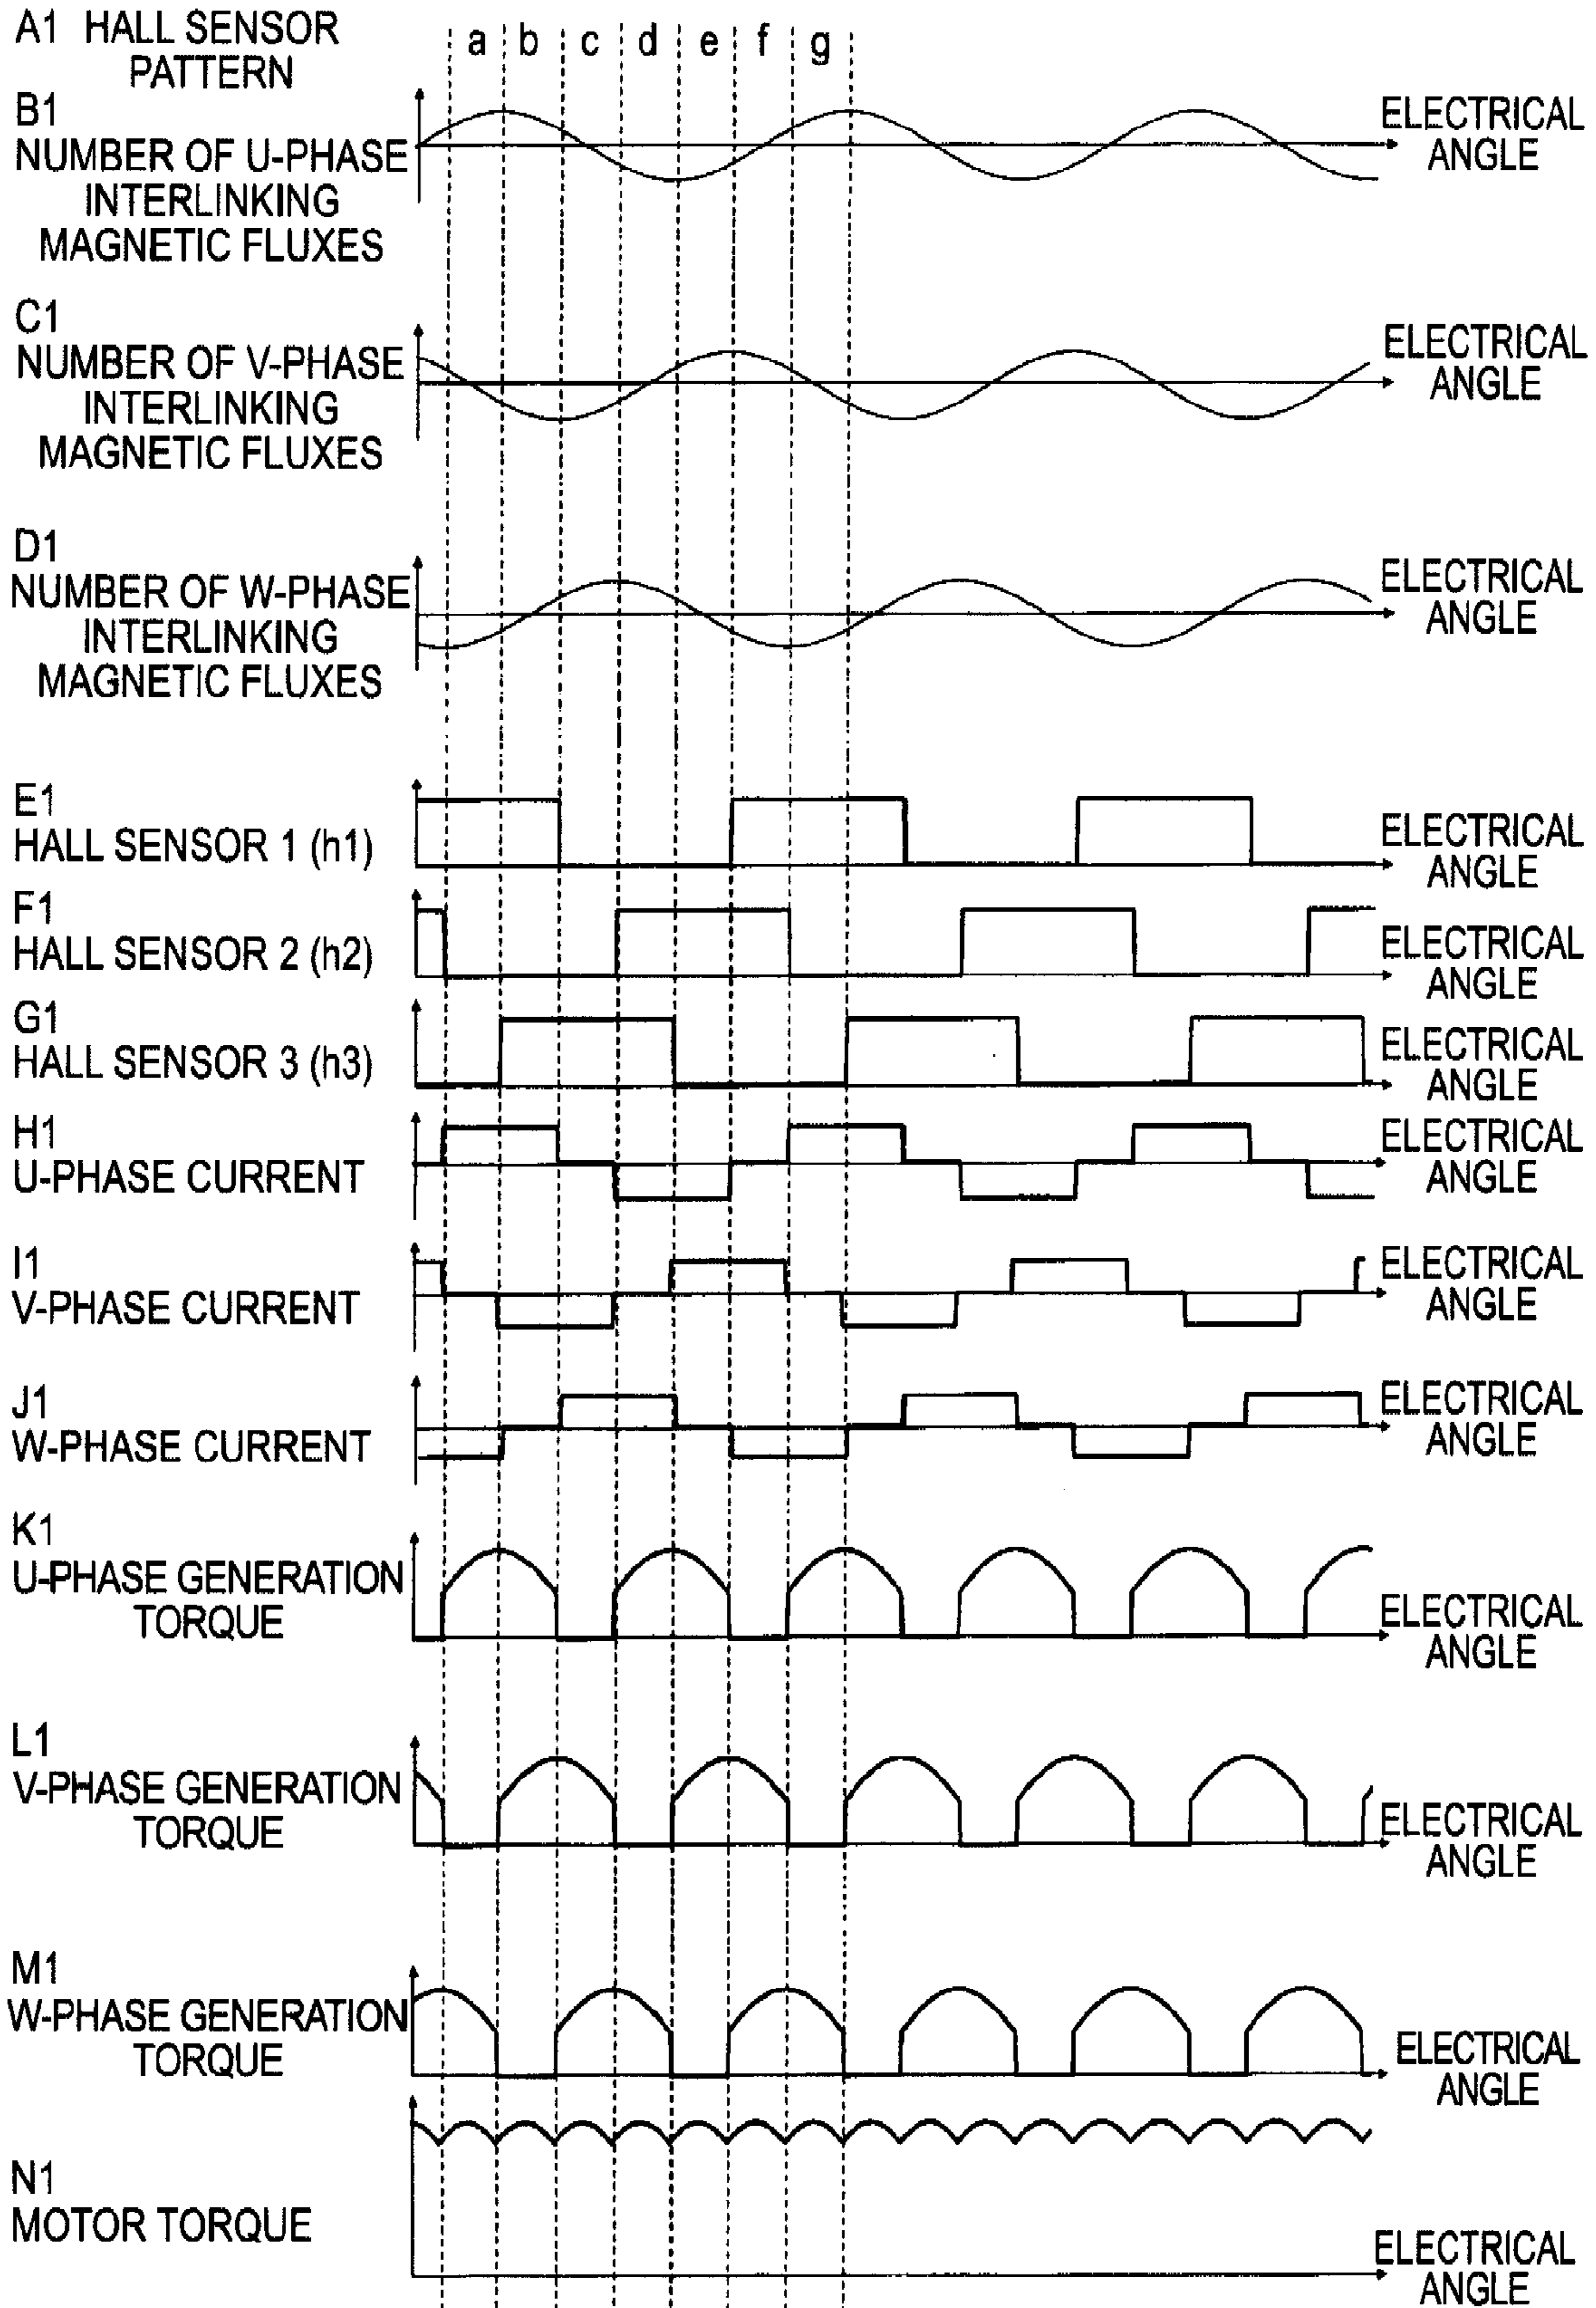 A1 HALL SENSOR
PATTERN
a b c d e f g
B1
NUMBER OF U-PHASE
INTERLINKING
MAGNETIC FLUXES
ELECTRICAL
ANGLE
C1
NUMBER OF V-PHASE
INTERLINKING
MAGNETIC FLUXES
ELECTRICAL
ANGLE
D1
NUMBER OF W-PHASE
INTERLINKING
MAGNETIC FLUXES
ELECTRICAL
ANGLE
E1
HALL SENSOR 1 (h1)
ELECTRICAL
ANGLE
F1
HALL SENSOR 2 (h2)
ELECTRICAL
ANGLE
G1
HALL SENSOR 3 (h3)
ELECTRICAL
ANGLE
H1
U-PHASE CURRENT
ELECTRICAL
ANGLE
I1
V-PHASE CURRENT
ELECTRICAL
ANGLE
J1
W-PHASE CURRENT
ELECTRICAL
ANGLE
K1
U-PHASE GENERATION
TORQUE
ELECTRICAL
ANGLE
L1
V-PHASE GENERATION
TORQUE
ELECTRICAL
ANGLE
M1
W-PHASE GENERATION
TORQUE
ELECTRICAL
ANGLE
N1
MOTOR TORQUE
ELECTRICAL
ANGLE